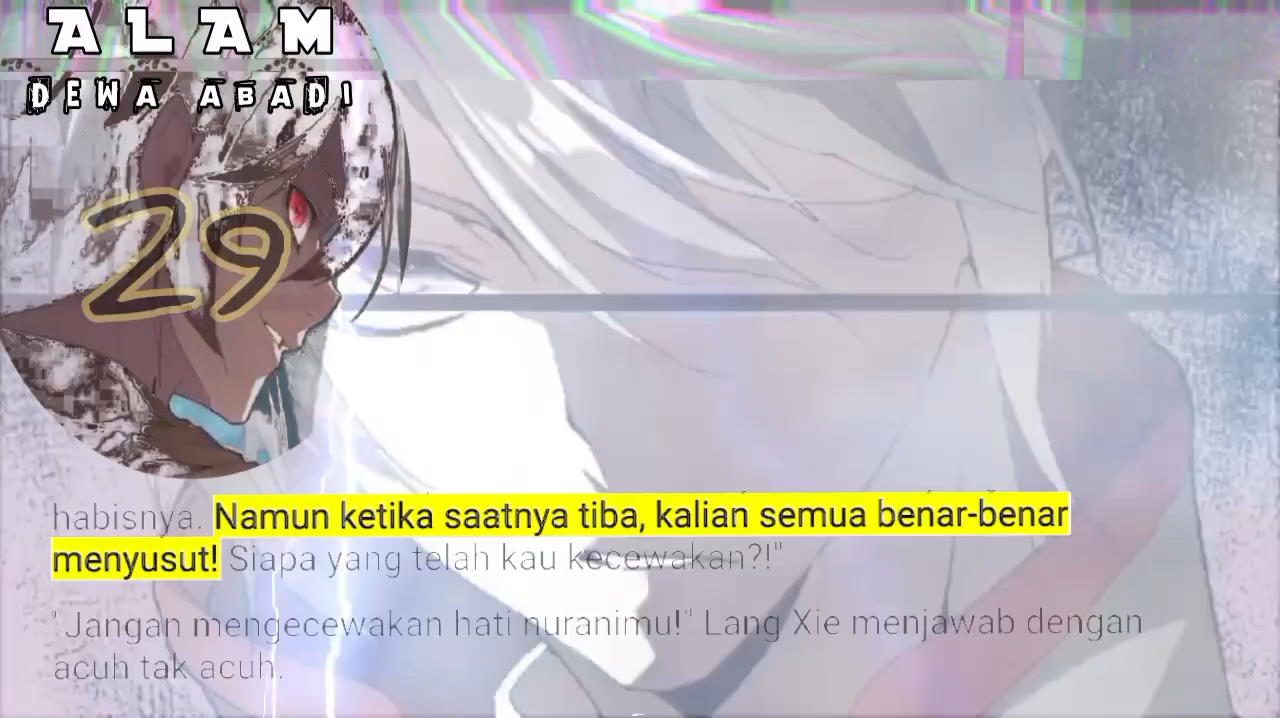 ALAM
DEWA ABADI
29
habisnya. Namun ketika saatnya tiba, kalian semua benar-benar
menyusut! Siapa yang telah kau kecewakan?!"
"Jangan mengecewakan hati nuranimu!" Lang Xie menjawab dengan
acuh tak acuh.